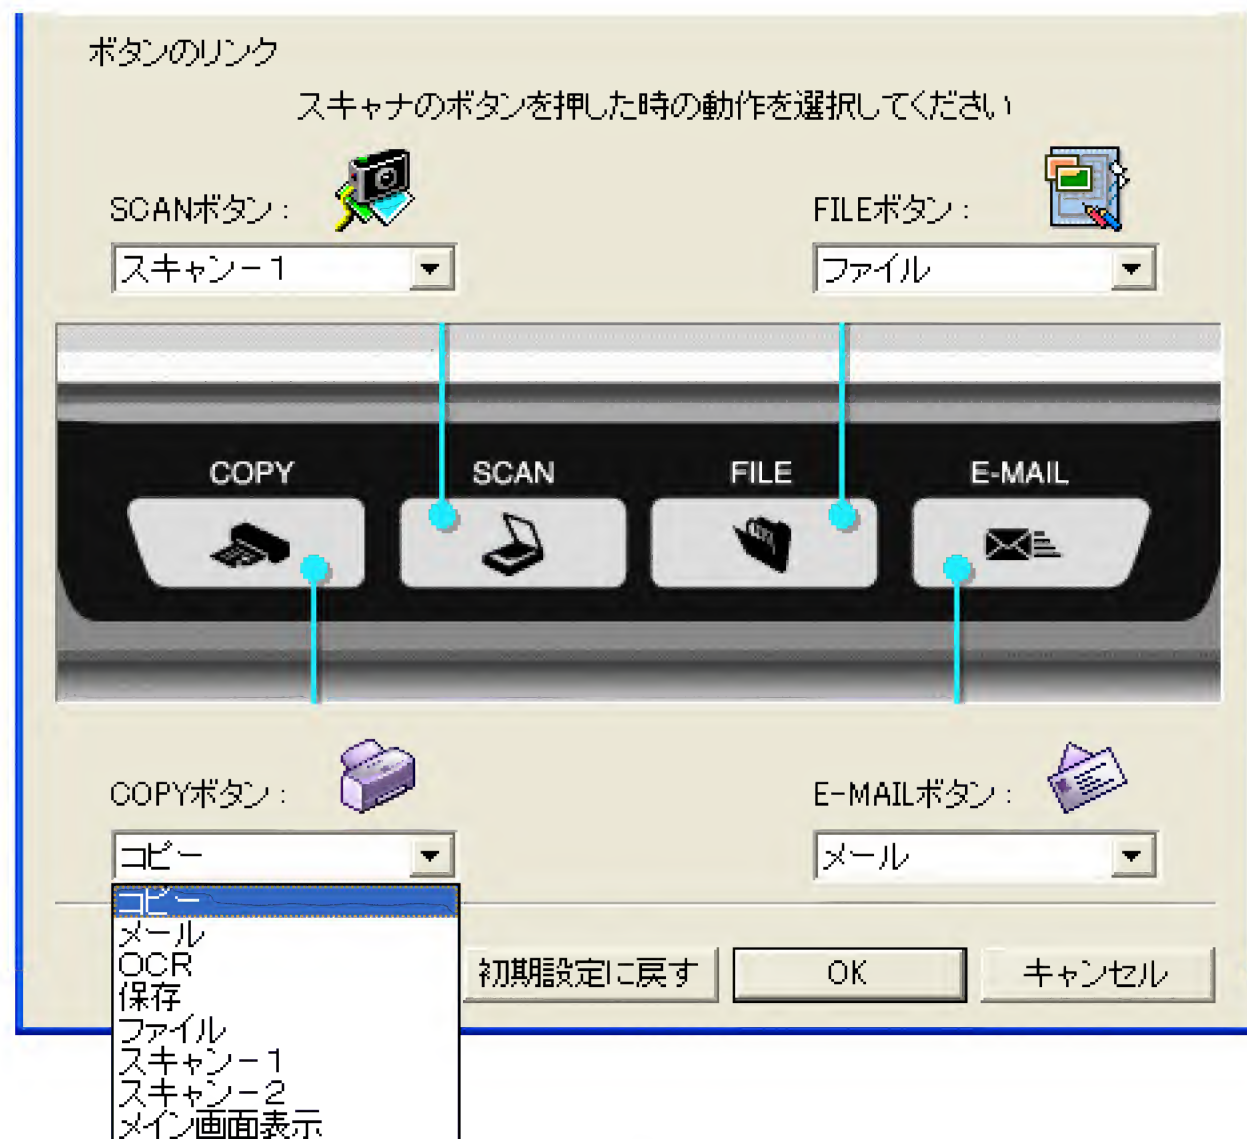 ボタンのリンク
スキャナのボタンを押した時の動作を選択してください
SCANボタン：
FILEボタン：
スキャン－1
ファイル
COPY
SCAN
FILE
E-MAIL
COPYボタン：
E-MAILボタン：
コピー
メール
コピー
メール
OCR
保存
ファイル
スキャン－1
スキャン－2
メイン画面表示
初期設定に戻す
OK
キャンセル